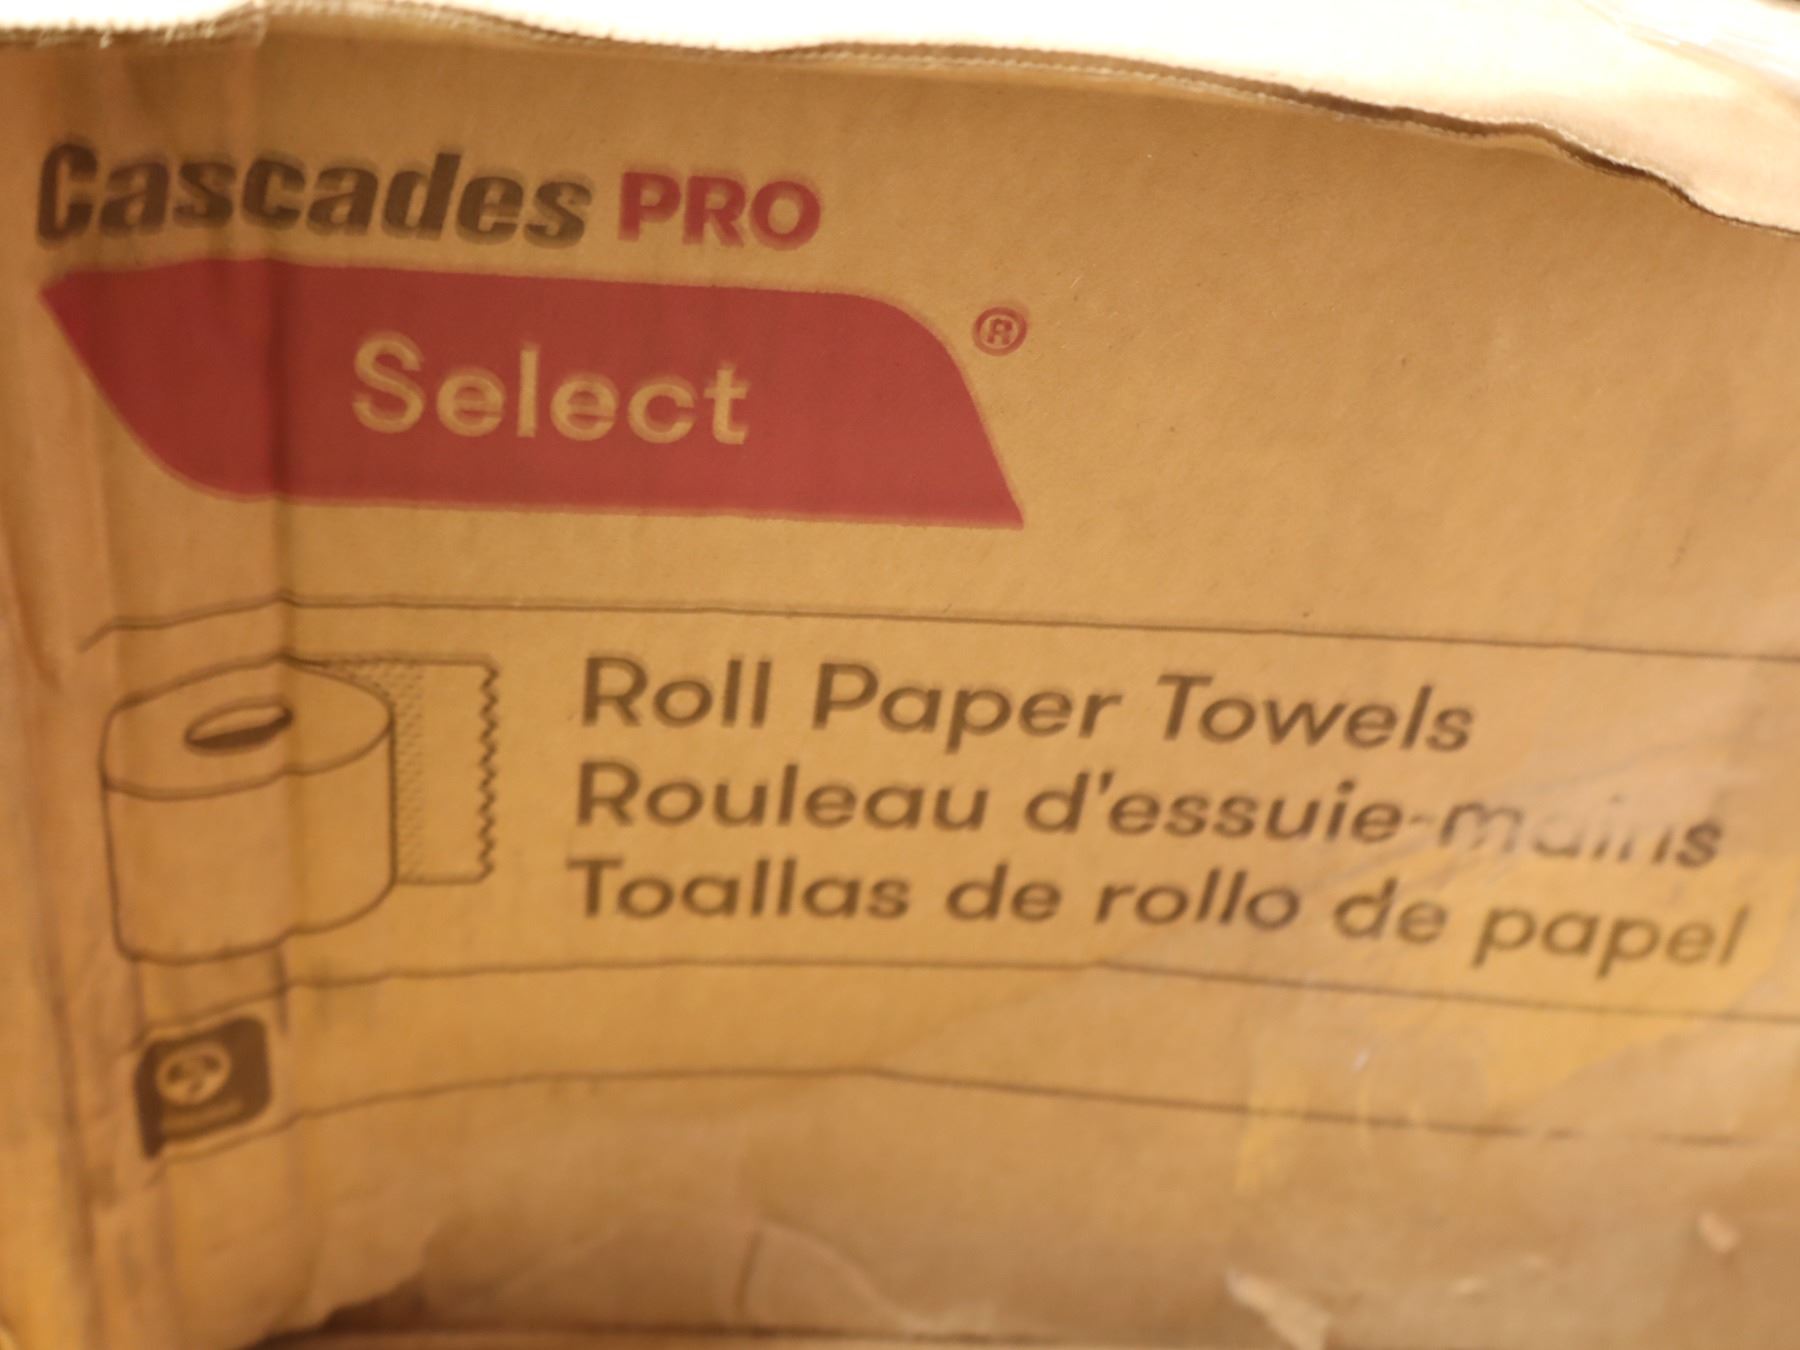 Cascades PRO
Select ®
Roll Paper Towels
Rouleau d'essuie-mains
Toallas de rollo de papel